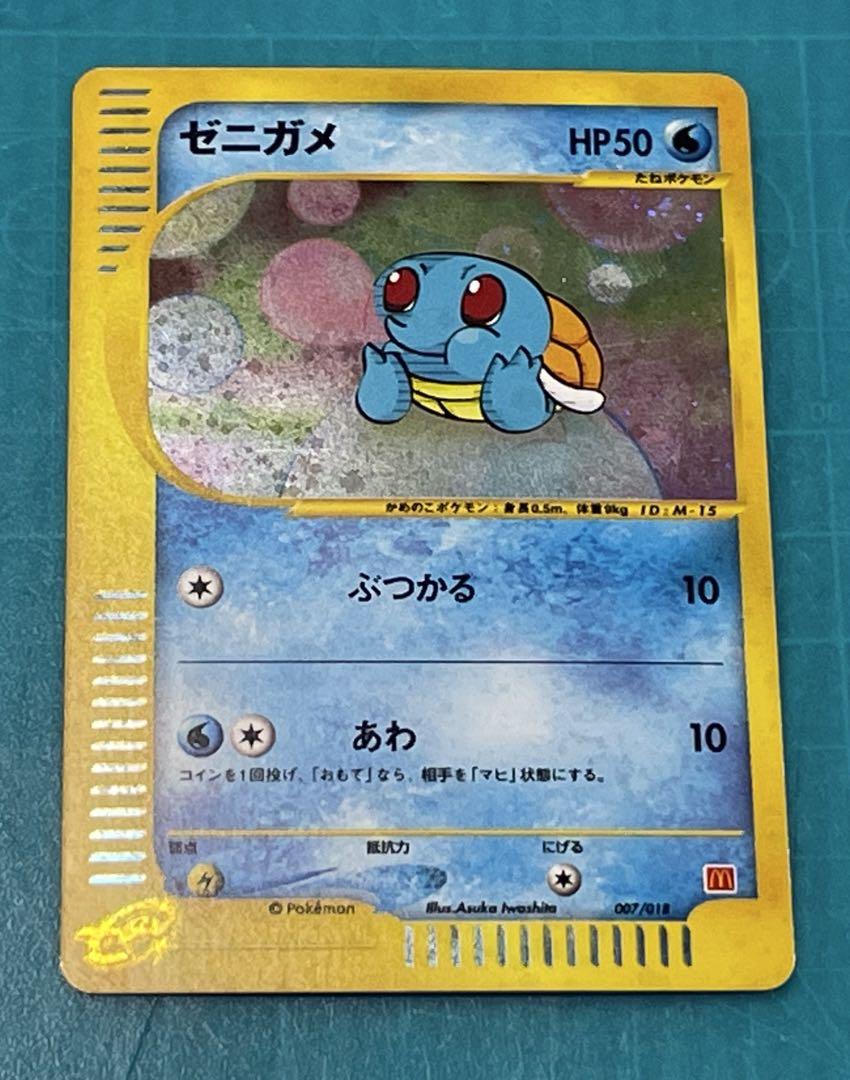 ゼニガメ
HP50
たねポケモン
かめのこポケモン:身長0.5m、体重9kg ID:M-15
ぶつかる 10
あわ 10
コインを1回投げ、「おもて」なら、相手を「マヒ」状態にする。
弱点 抵抗力 にげる
© Pokémon Illus.Asuka Iwashita 007/018